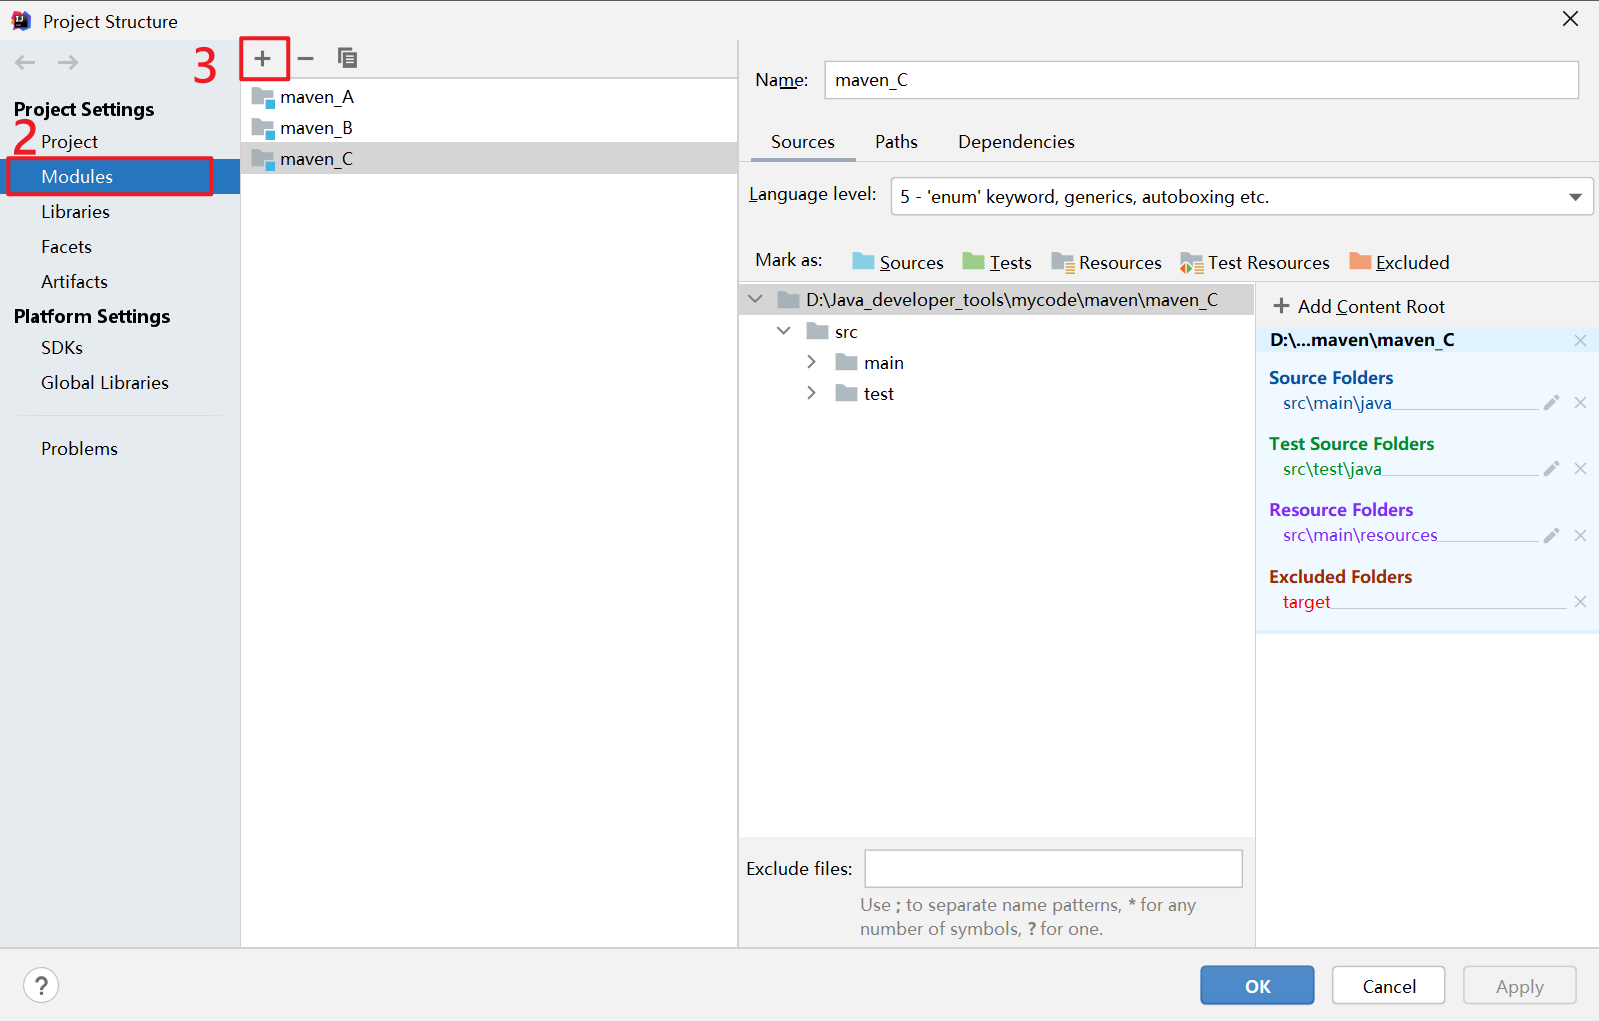 Project Structure
3
Project Settings
2
Project
Modules
Libraries
Facets
Artifacts
Platform Settings
SDKs
Global Libraries
Problems
maven_A
maven_B
maven_C
Name: maven_C
Sources Paths Dependencies
Language level: 5 - 'enum' keyword, generics, autoboxing etc.
Mark as: Sources Tests Resources Test Resources Excluded
D:\Java_developer_tools\mycode\maven\maven_C
src
main
test
Add Content Root
D:\...maven\maven_C
Source Folders
src\main\java
Test Source Folders
src\test\java
Resource Folders
src\main\resources
Excluded Folders
target
Exclude files:
Use ; to separate name patterns, * for any
number of symbols, ? for one.
?
OK Cancel Apply